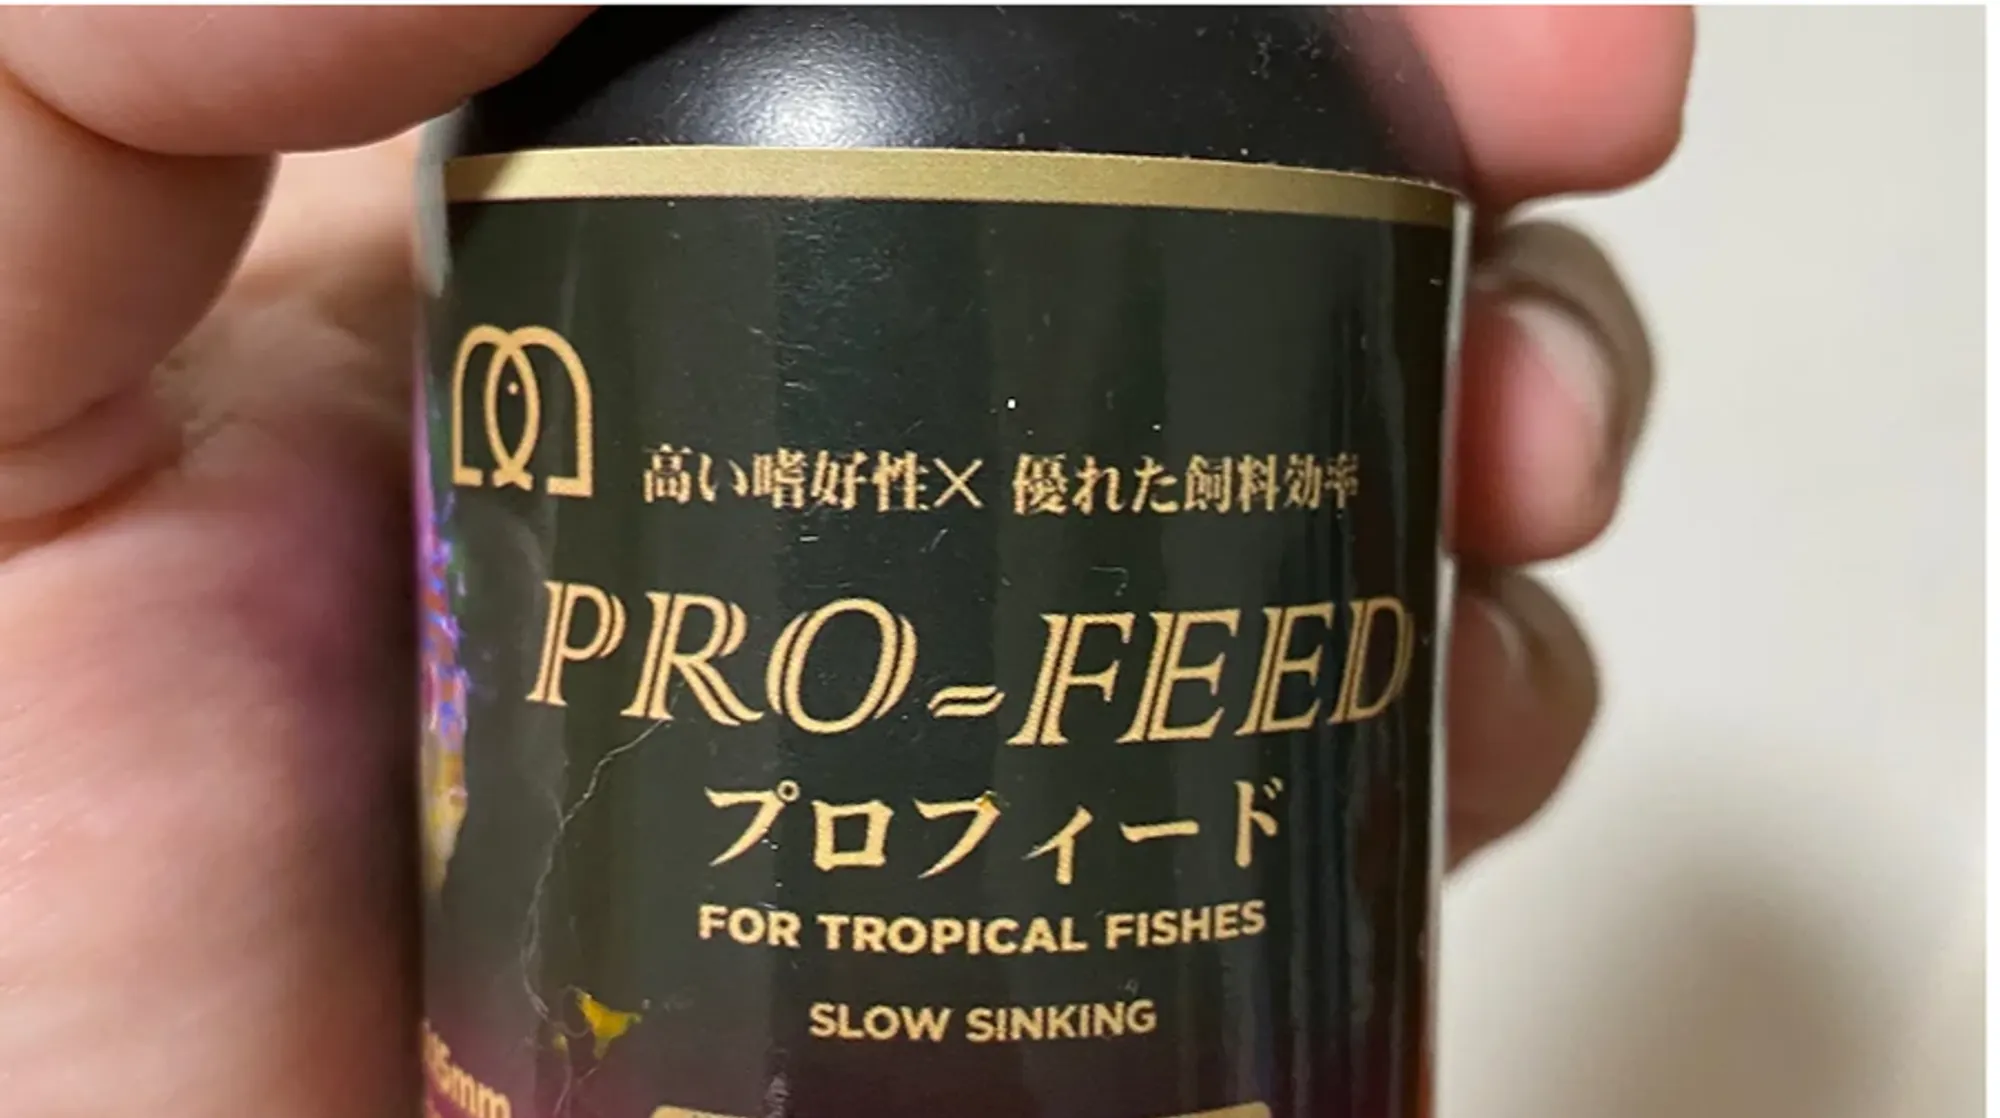 高い嗜好性× 優れた飼料効率
PRO-FEED
プロフィード
FOR TROPICAL FISHES
SLOW SINKING